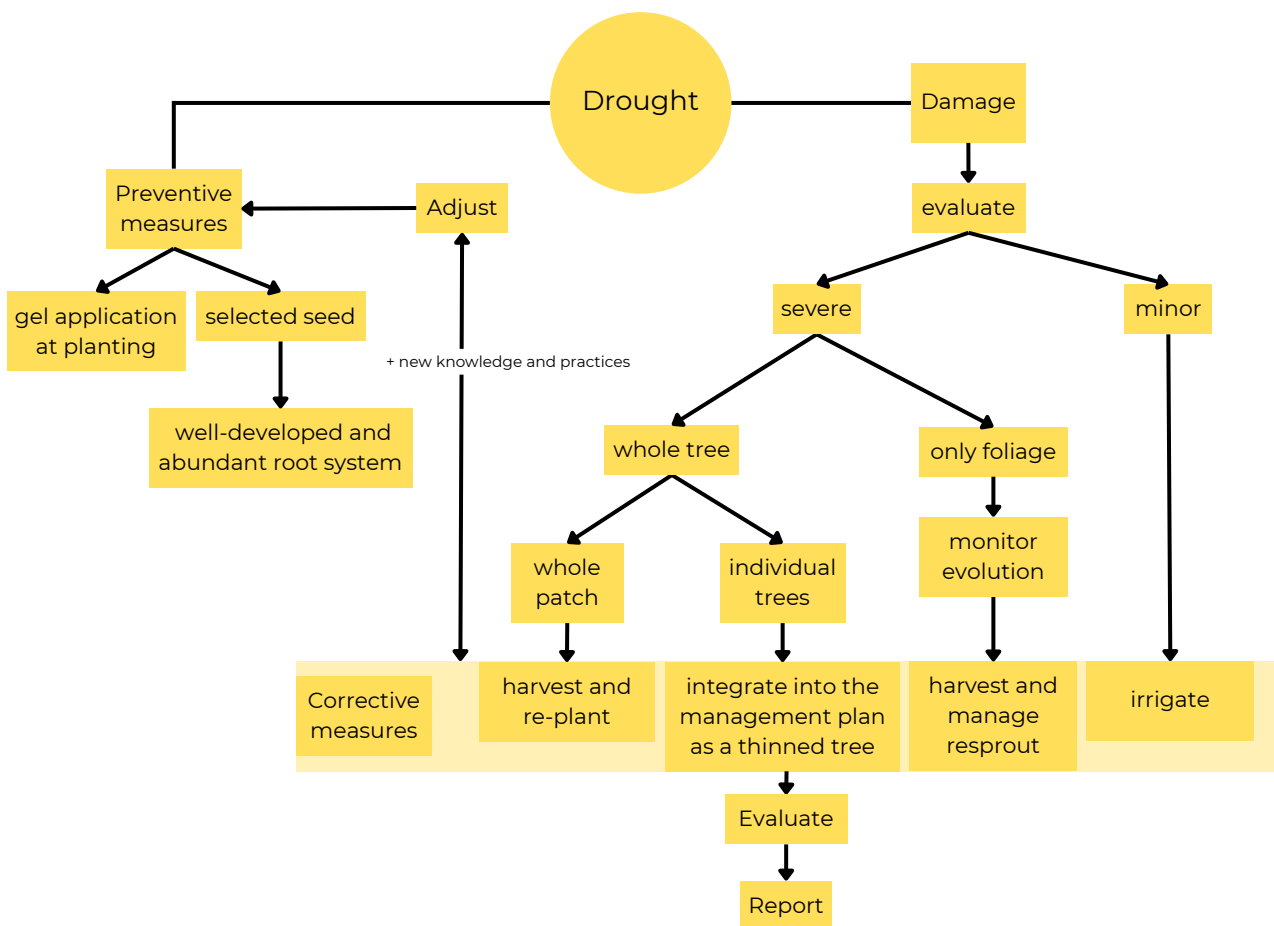 Drought
Damage
Preventive
measures
Adjust
evaluate
gel application
at planting
selected seed
severe
minor
+ new knowledge and practices
well-developed and
abundant root system
whole tree
only foliage
whole
patch
individual
trees
monitor
evolution
Corrective
measures
harvest and
re-plant
integrate into the
management plan
as a thinned tree
harvest and
manage
resprout
irrigate
Evaluate
Report